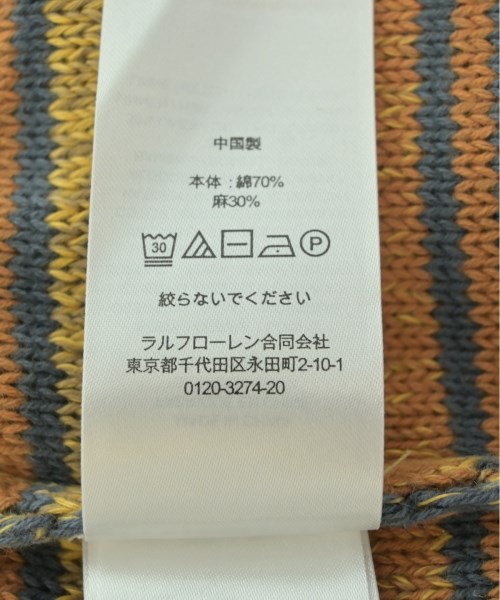 中国製
本体：綿70%
麻30%
30
P
絞らないでください
ラルフローレン合同会社
東京都千代田区永田町2-10-1
0120-3274-20